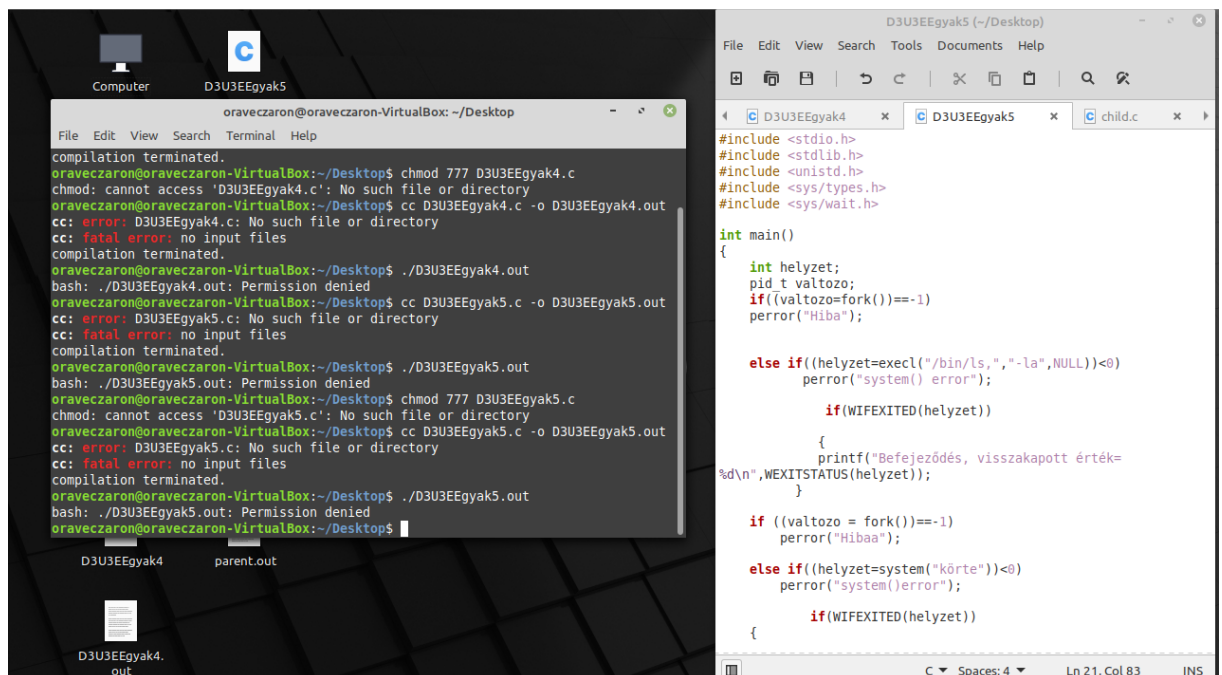 Computer
D3U3EEgyak5
oraveczaron@oraveczaron-VirtualBox: ~/Desktop
File Edit View Search Terminal Help
compilation terminated.
oraveczaron@oraveczaron-VirtualBox:~/Desktop$ chmod 777 D3U3EEgyak4.c
chmod: cannot access 'D3U3EEgyak4.c': No such file or directory
oraveczaron@oraveczaron-VirtualBox:~/Desktop$ cc D3U3EEgyak4.c -o D3U3EEgyak4.out
cc: error: D3U3EEgyak4.c: No such file or directory
cc: fatal error: no input files
compilation terminated.
oraveczaron@oraveczaron-VirtualBox:~/Desktop$ ./D3U3EEgyak4.out
bash: ./D3U3EEgyak4.out: Permission denied
oraveczaron@oraveczaron-VirtualBox:~/Desktop$ cc D3U3EEgyak5.c -o D3U3EEgyak5.out
cc: error: D3U3EEgyak5.c: No such file or directory
cc: fatal error: no input files
compilation terminated.
oraveczaron@oraveczaron-VirtualBox:~/Desktop$ ./D3U3EEgyak5.out
bash: ./D3U3EEgyak5.out: Permission denied
oraveczaron@oraveczaron-VirtualBox:~/Desktop$ chmod 777 D3U3EEgyak5.c
chmod: cannot access 'D3U3EEgyak5.c': No such file or directory
oraveczaron@oraveczaron-VirtualBox:~/Desktop$ cc D3U3EEgyak5.c -o D3U3EEgyak5.out
cc: error: D3U3EEgyak5.c: No such file or directory
cc: fatal error: no input files
compilation terminated.
oraveczaron@oraveczaron-VirtualBox:~/Desktop$ ./D3U3EEgyak5.out
bash: ./D3U3EEgyak5.out: Permission denied
oraveczaron@oraveczaron-VirtualBox:~/Desktop$
D3U3EEgyak4
parent.out
D3U3EEgyak4.
out
D3U3EEgyak5 (~/Desktop)
File Edit View Search Tools Documents Help
D3U3EEgyak4
D3U3EEgyak5
child.c
#include <stdio.h>
#include <stdlib.h>
#include <unistd.h>
#include <sys/types.h>
#include <sys/wait.h>
int main()
{
int helyzet;
pid_t valtozo;
if((valtozo=fork())==-1)
perror("Hiba");
else if((helyzet=execl("/bin/ls,","-la",NULL))<0)
perror("system() error");
if(WIFEXITED(helyzet))
{
printf("Befejeződés, visszakapott érték=
%d\n",WEXITSTATUS(helyzet));
}
if ((valtozo = fork())==-1)
perror("Hibaa");
else if((helyzet=system("körte"))<0)
perror("system()error");
if(WIFEXITED(helyzet))
{
C Spaces: 4 Ln 21, Col 83 INS